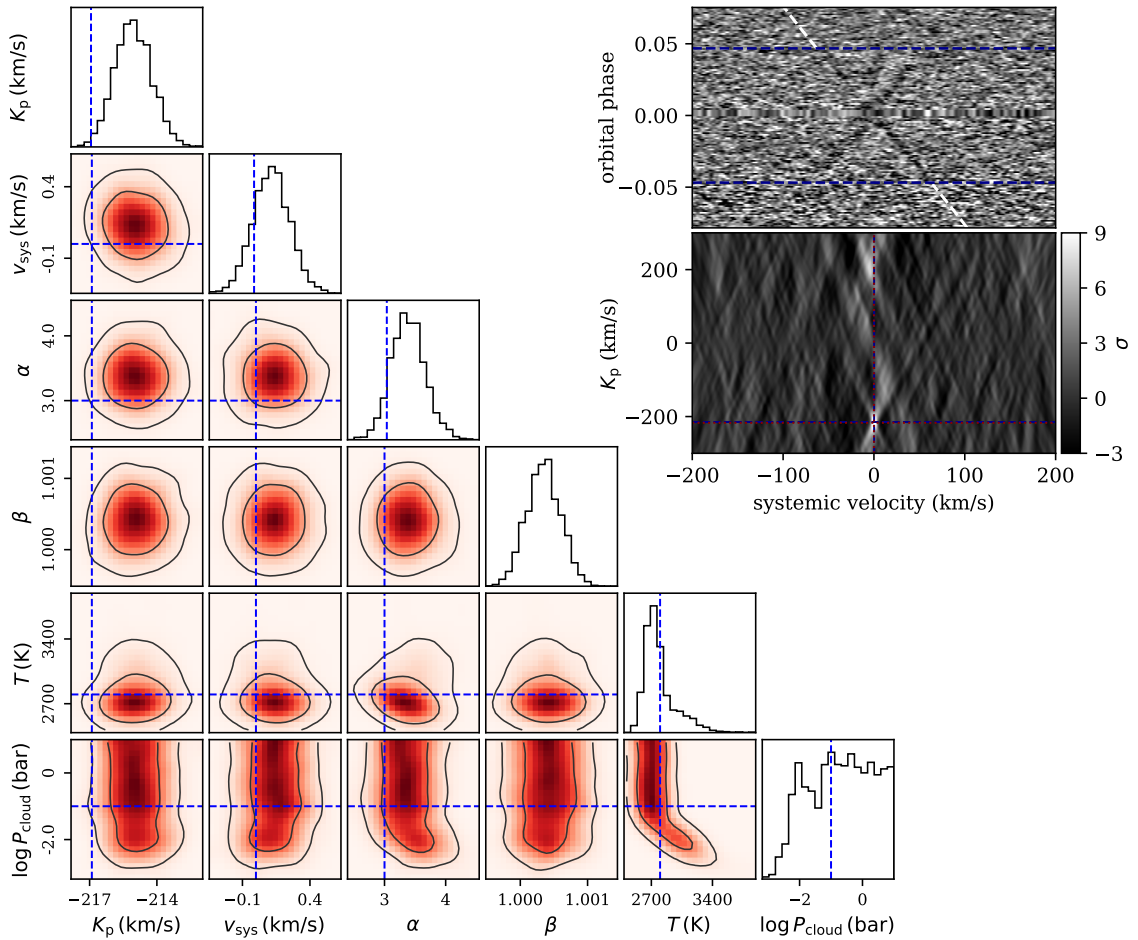 K_p (km/s)
0.05
0.00
−0.05
orbital phase
0.4
−0.1
v_sys (km/s)
9
6
3
0
−3
σ
200
0
−200
K_p (km/s)
−200 −100 0 100 200
systemic velocity (km/s)
4.0
3.0
α
1.001
1.000
β
3400
2700
T (K)
0
−2.0
log P_cloud (bar)
−217 −214 −0.1 0.4 3 4 1.000 1.001 2700 3400 −2 0
K_p (km/s) v_sys (km/s) α β T (K) log P_cloud (bar)